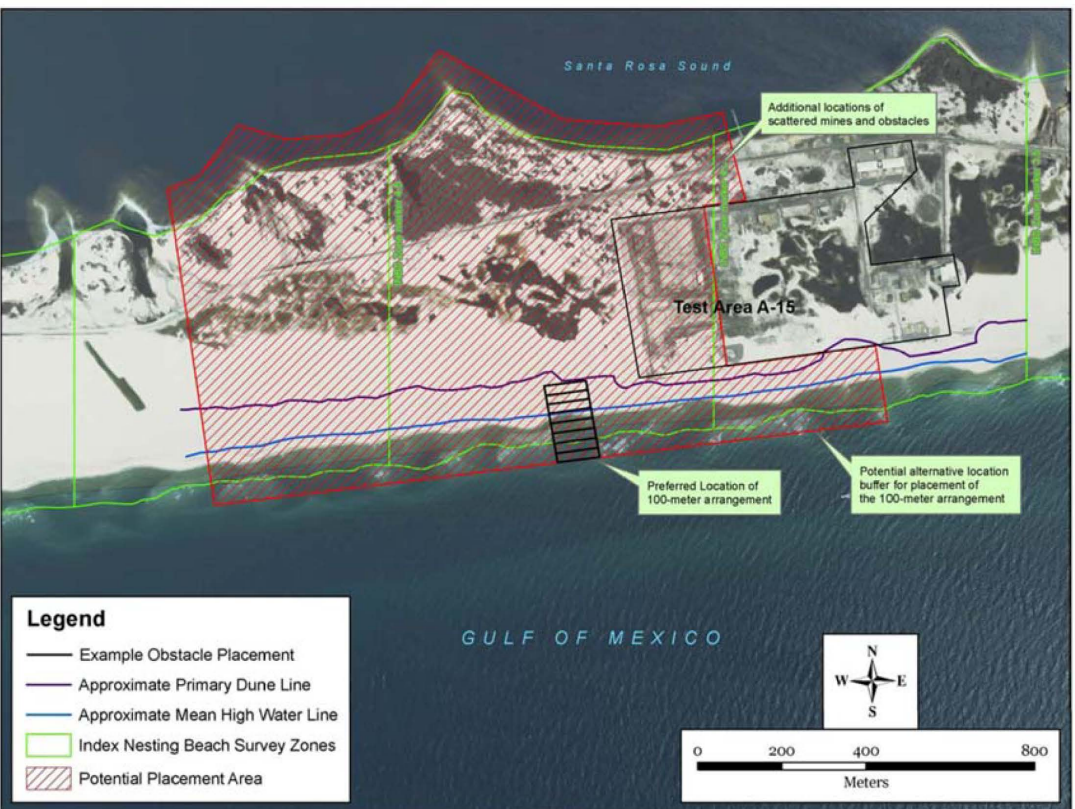 Santa Rosa Sound
Additional locations of
scattered mines and obstacles
Test Area A-15
Preferred Location of
100-meter arrangement
Potential alternative location
buffer for placement of
the 100-meter arrangement
GULF OF MEXICO
Legend
Example Obstacle Placement
Approximate Primary Dune Line
Approximate Mean High Water Line
Index Nesting Beach Survey Zones
Potential Placement Area
N
W E
S
0 200 400 800
Meters